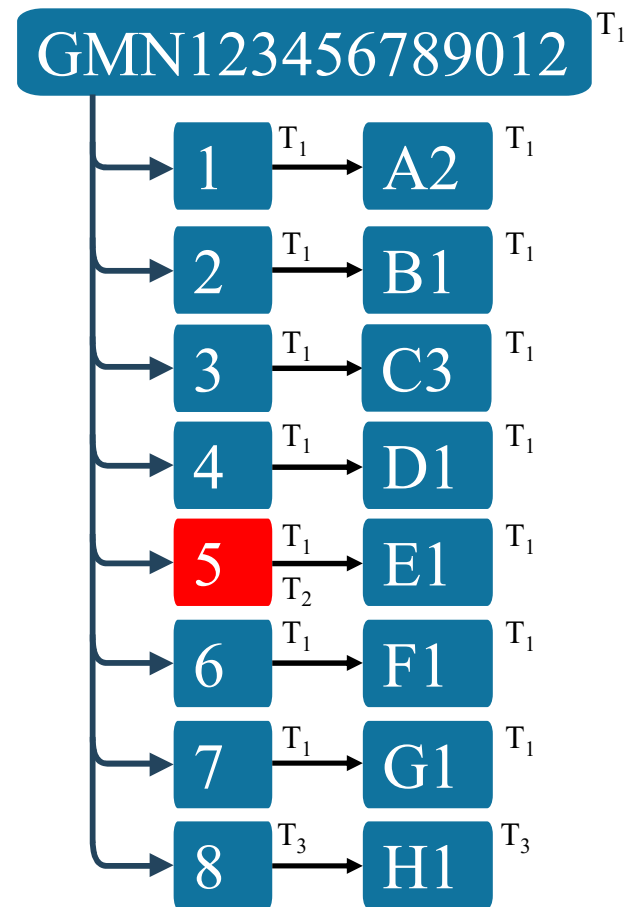 GMN123456789012 T1
1 T1 A2 T1
2 T1 B1 T1
3 T1 C3 T1
4 T1 D1 T1
5 T1 E1 T1
T2
6 T1 F1 T1
7 T1 G1 T1
8 T3 H1 T3